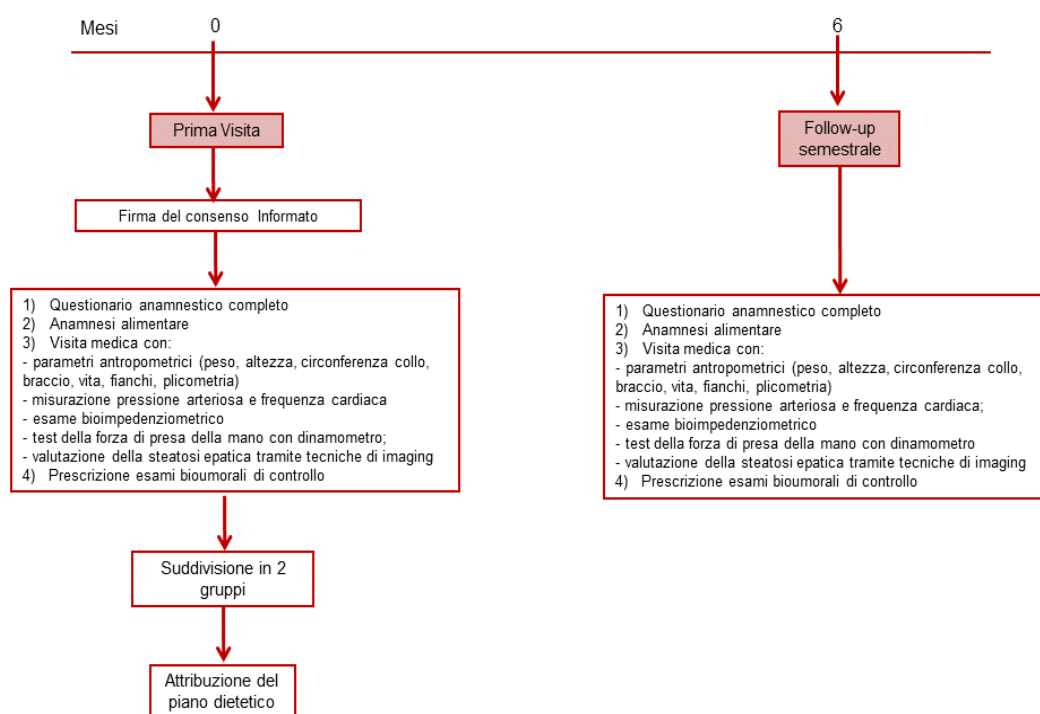 Mesi 0 6
Prima Visita
Follow-up
semestrale
Firma del consenso Informato
1) Questionario anamnestico completo
2) Anamnesi alimentare
3) Visita medica con:
- parametri antropometrici (peso, altezza, circonferenza collo,
braccio, vita, fianchi, plicometria)
- misurazione pressione arteriosa e frequenza cardiaca
- esame bioimpedenziometrico
- test della forza di presa della mano con dinamometro;
- valutazione della steatosi epatica tramite tecniche di imaging
4) Prescrizione esami bioumorali di controllo
1) Questionario anamnestico completo
2) Anamnesi alimentare
3) Visita medica con:
- parametri antropometrici (peso, altezza, circonferenza collo,
braccio, vita, fianchi, plicometria)
- misurazione pressione arteriosa e frequenza cardiaca;
- esame bioimpedenziometrico
- test della forza di presa della mano con dinamometro
- valutazione della steatosi epatica tramite tecniche di imaging
4) Prescrizione esami bioumorali di controllo
Suddivisione in 2
gruppi
Attribuzione del
piano dietetico